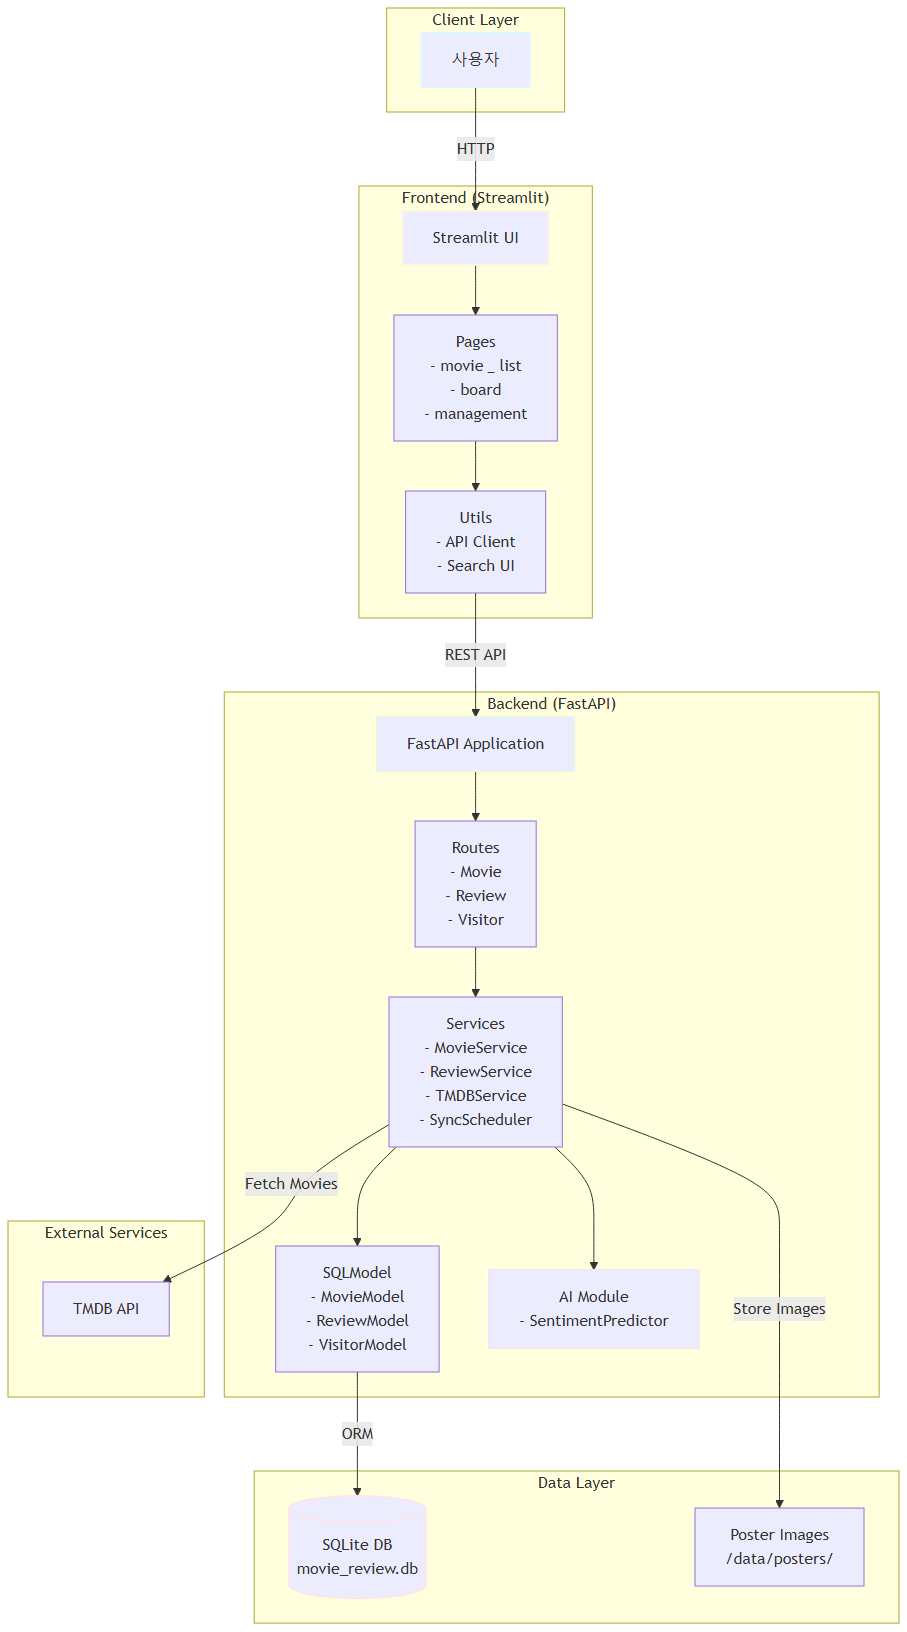 Client Layer
사용자
HTTP
Frontend (Streamlit)
Streamlit UI
Pages
- movie _ list
- board
- management
Utils
- API Client
- Search UI
REST API
Backend (FastAPI)
FastAPI Application
Routes
- Movie
- Review
- Visitor
Services
- MovieService
- ReviewService
- TMDBService
- SyncScheduler
Fetch Movies
External Services
TMDB API
SQLModel
- MovieModel
- ReviewModel
- VisitorModel
AI Module
- SentimentPredictor
Store Images
ORM
Data Layer
SQLite DB
movie_review.db
Poster Images
/data/posters/